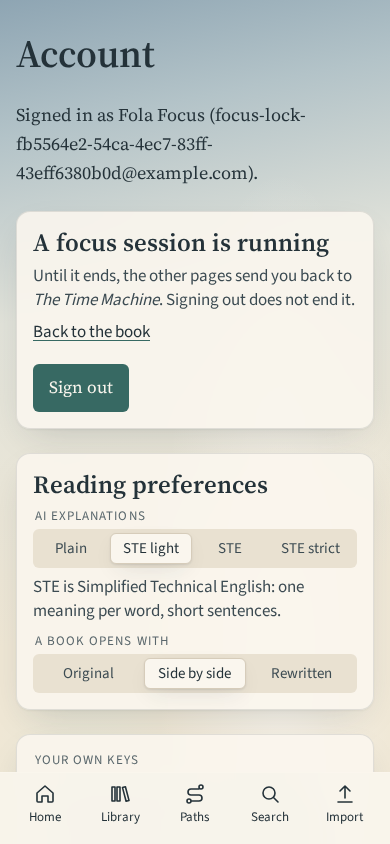 Account
Signed in as Fola Focus (focus-lock-
fb5564e2-54ca-4ec7-83ff-
43eff6380b0d@example.com).
A focus session is running
Until it ends, the other pages send you back to
The Time Machine. Signing out does not end it.
Back to the book
Sign out
Reading preferences
AI EXPLANATIONS
Plain STE light STE STE strict
STE is Simplified Technical English: one
meaning per word, short sentences.
A BOOK OPENS WITH
Original Side by side Rewritten
YOUR OWN KEYS
Home Library Paths Search Import